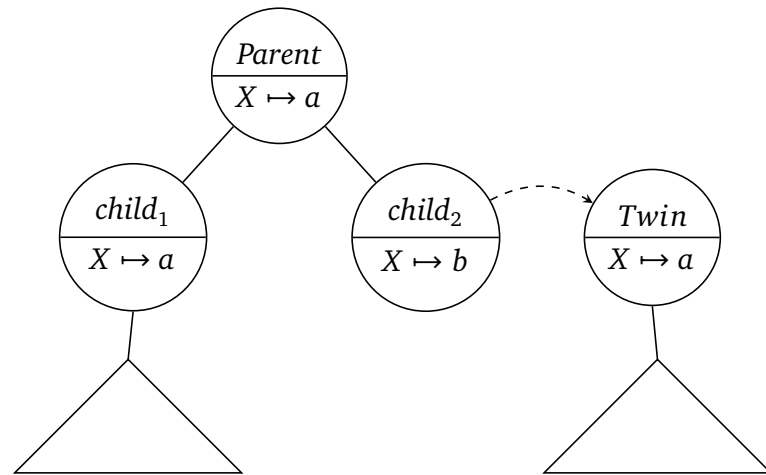 Parent
X ↦ a
child₁
X ↦ a
child₂
X ↦ b
Twin
X ↦ a